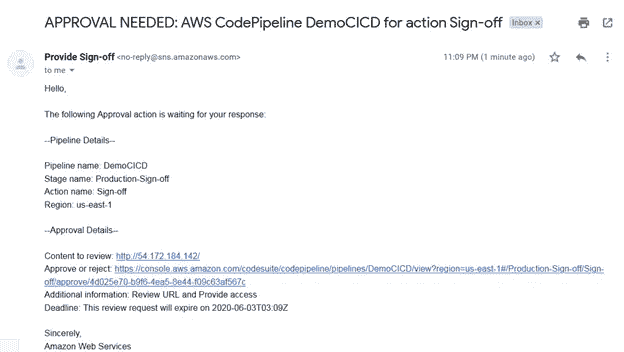 APPROVAL NEEDED: AWS CodePipeline DemoCICD for action Sign-off Inbox ×
Provide Sign-off <no-reply@sns.amazonaws.com> 11:09 PM (1 minute ago)
to me
Hello,
The following Approval action is waiting for your response:
--Pipeline Details--
Pipeline name: DemoCICD
Stage name: Production-Sign-off
Action name: Sign-off
Region: us-east-1
--Approval Details--
Content to review: http://54.172.184.142/
Approve or reject: https://console.aws.amazon.com/codesuite/codepipeline/pipelines/DemoCICD/view?region=us-east-1#/Production-Sign-off/Sign-
off/approve/4d025e70-b9f6-4ea5-8e44-f09c63af567c
Additional information: Review URL and Provide access
Deadline: This review request will expire on 2020-06-03T03:09Z
Sincerely,
Amazon Web Services